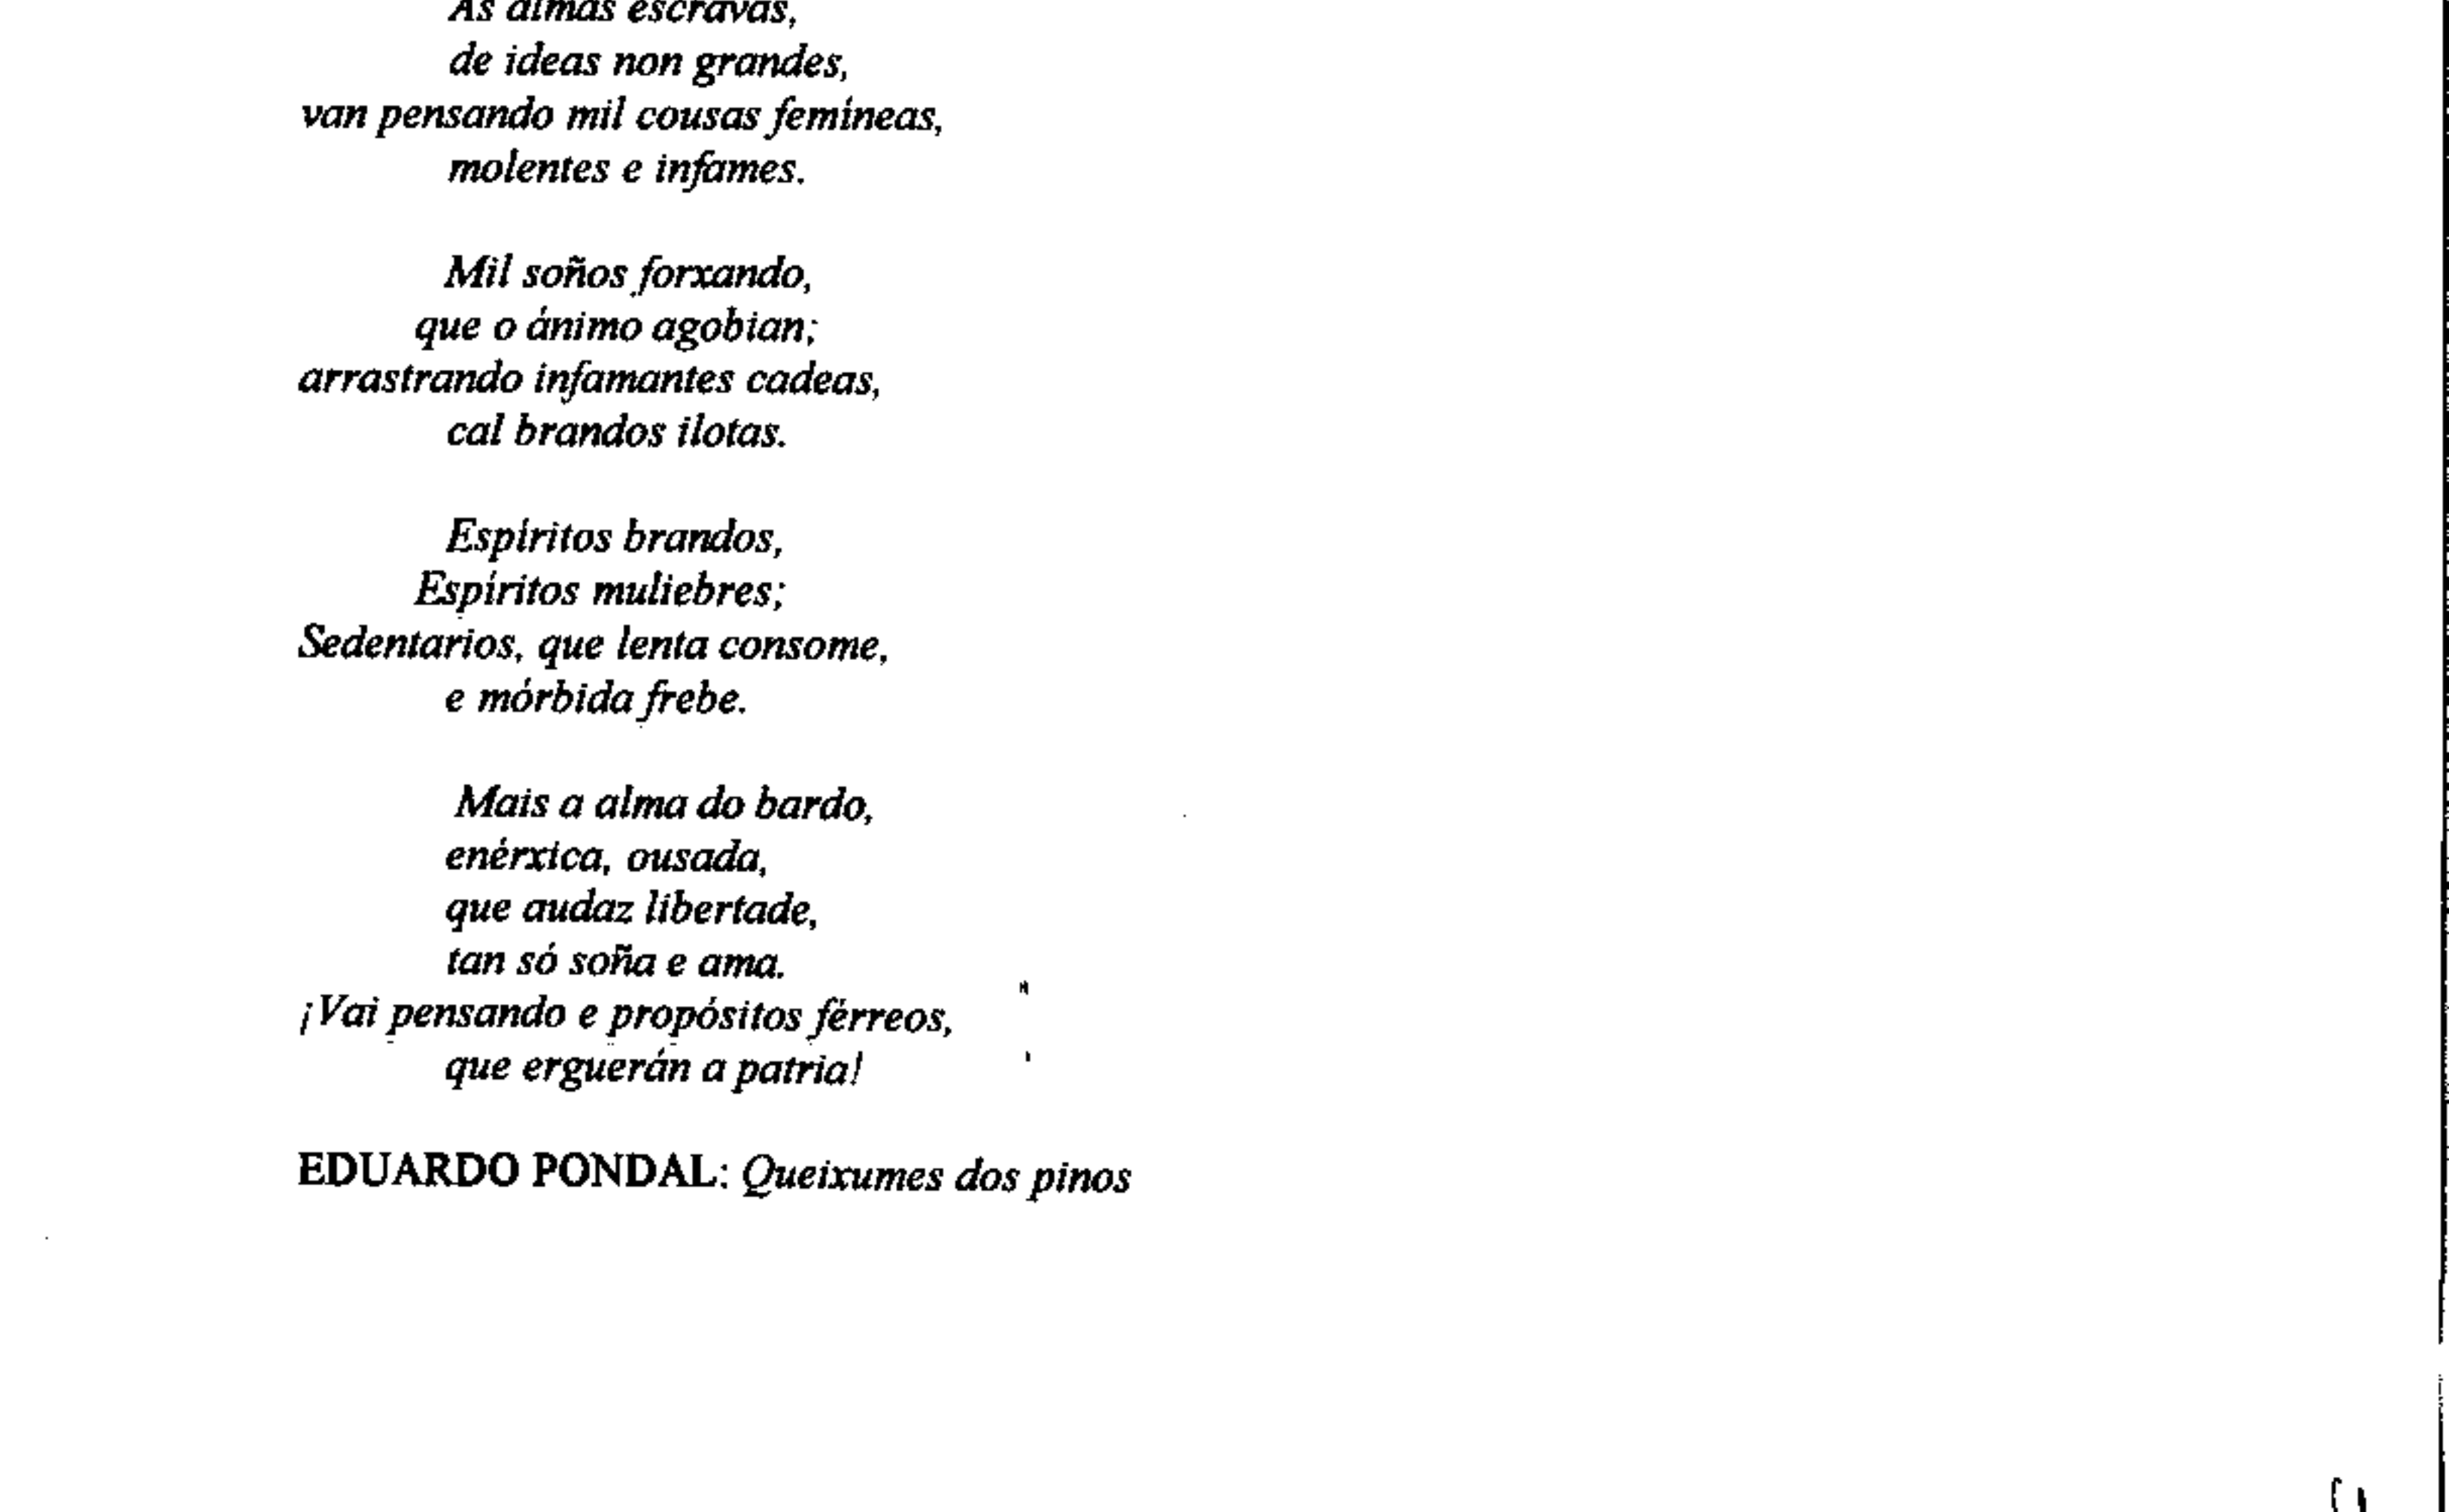 As almas escravas,
de ideas non grandes,
van pensando mil cousas femíneas,
molentes e infames.
Mil soños forxando,
que o ánimo agobian;
arrastrando infamantes cadeas,
cal brandos ilotas.
Espíritos brandos,
Espíritos muliebres;
Sedentarios, que lenta consome,
e mórbida frebe.
Mais a alma do bardo,
enérxica, ousada,
que audaz libertade,
tan só soña e ama.
¡Vai pensando e propósitos férreos,
que erguerán a patria!
EDUARDO PONDAL: Queixumes dos pinos